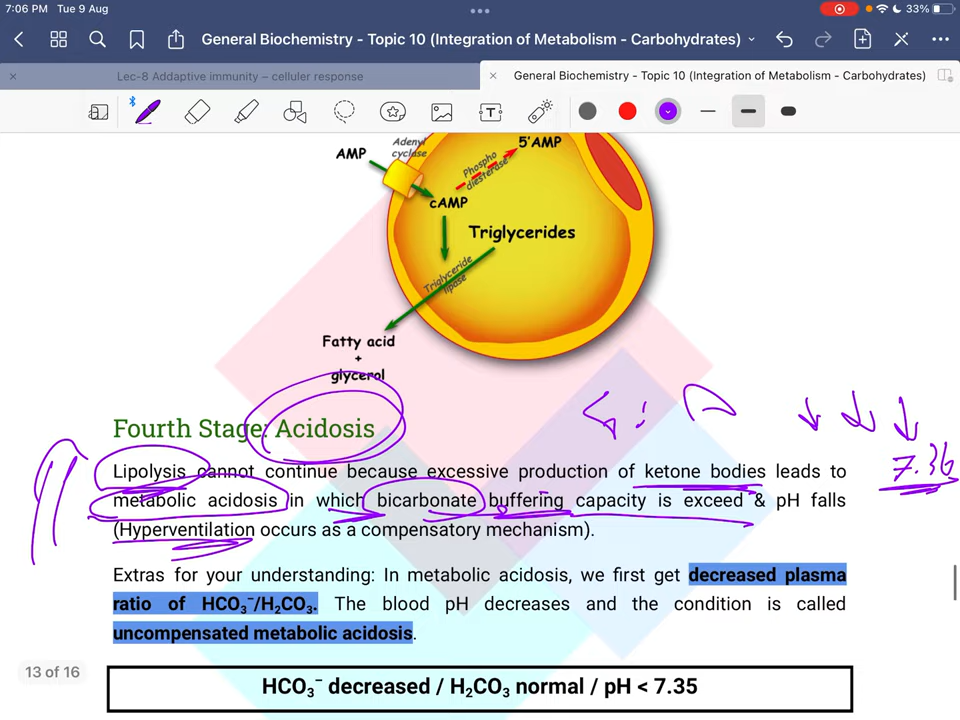 7:06 PM Tue 9 Aug
33%
General Biochemistry - Topic 10 (Integration of Metabolism - Carbohydrates)
Lec-8 Addaptive immunity – celluler response
General Biochemistry - Topic 10 (Integration of Metabolism - Carbohydrates)
Adenyl
cyclase
5'AMP
AMP
Phospho
diesterase
cAMP
Triglycerides
Triglyceride
lipase
Fatty acid
+
glycerol
Fourth Stage: Acidosis
Lipolysis cannot continue because excessive production of ketone bodies leads to
7.36
metabolic acidosis in which bicarbonate buffering capacity is exceed & pH falls
(Hyperventilation occurs as a compensatory mechanism).
Extras for your understanding: In metabolic acidosis, we first get decreased plasma
ratio of HCO₃⁻/H₂CO₃. The blood pH decreases and the condition is called
uncompensated metabolic acidosis.
13 of 16
HCO₃⁻ decreased / H₂CO₃ normal / pH < 7.35